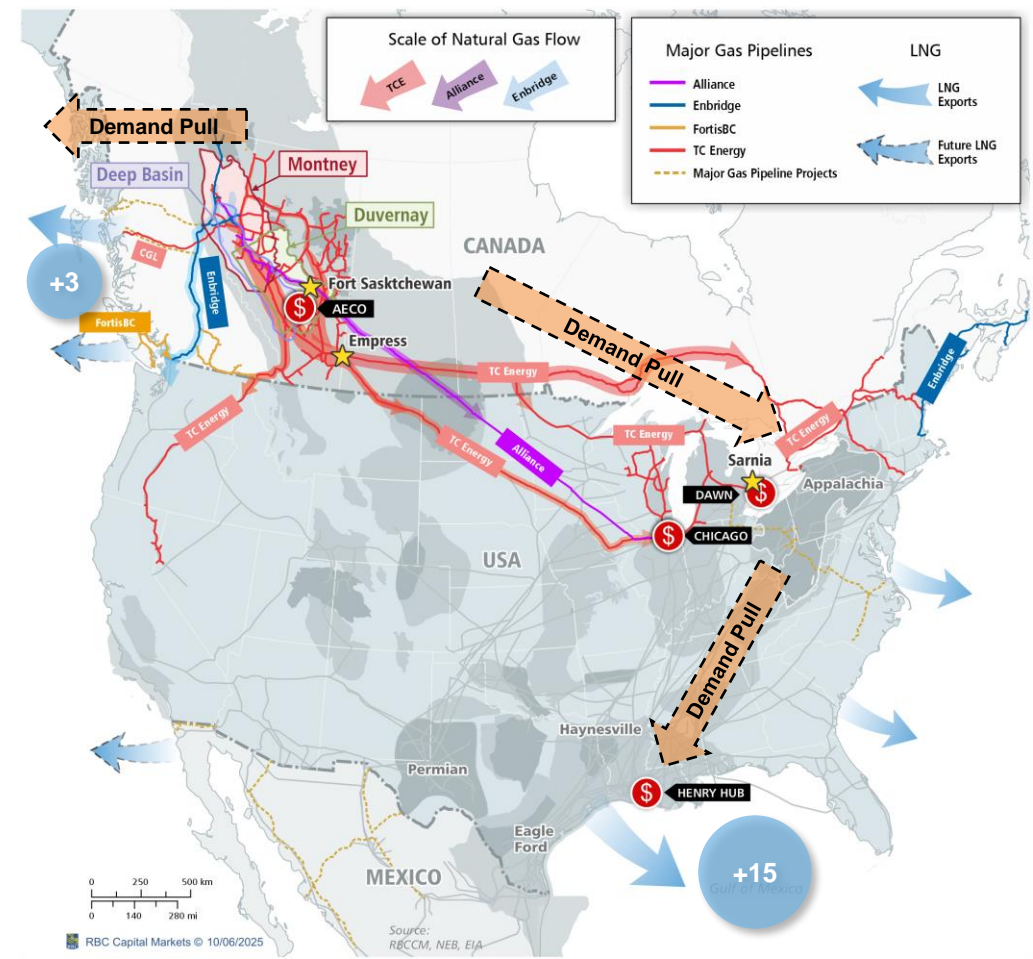 Scale of Natural Gas Flow
TCE
Alliance
Enbridge
Major Gas Pipelines
Alliance
Enbridge
FortisBC
TC Energy
Major Gas Pipeline Projects
LNG
LNG
Exports
Future LNG
Exports
Demand Pull
Deep Basin
Montney
Duvernay
CANADA
CGL
+3
Enbridge
FortisBC
Fort Sasktchewan
$
AECO
Empress
Demand Pull
TC Energy
TC Energy
TC Energy
Alliance
TC Energy
TC Energy
Enbridge
Sarnia
DAWN
$
Appalachia
$
CHICAGO
USA
Demand Pull
Haynesville
Permian
$
HENRY HUB
Eagle
Ford
MEXICO
+15
Gulf of Mexico
0 250 500 km
0 140 280 mi
Source:
RBCCM, NEB, EIA
RBC Capital Markets © 10/06/2025